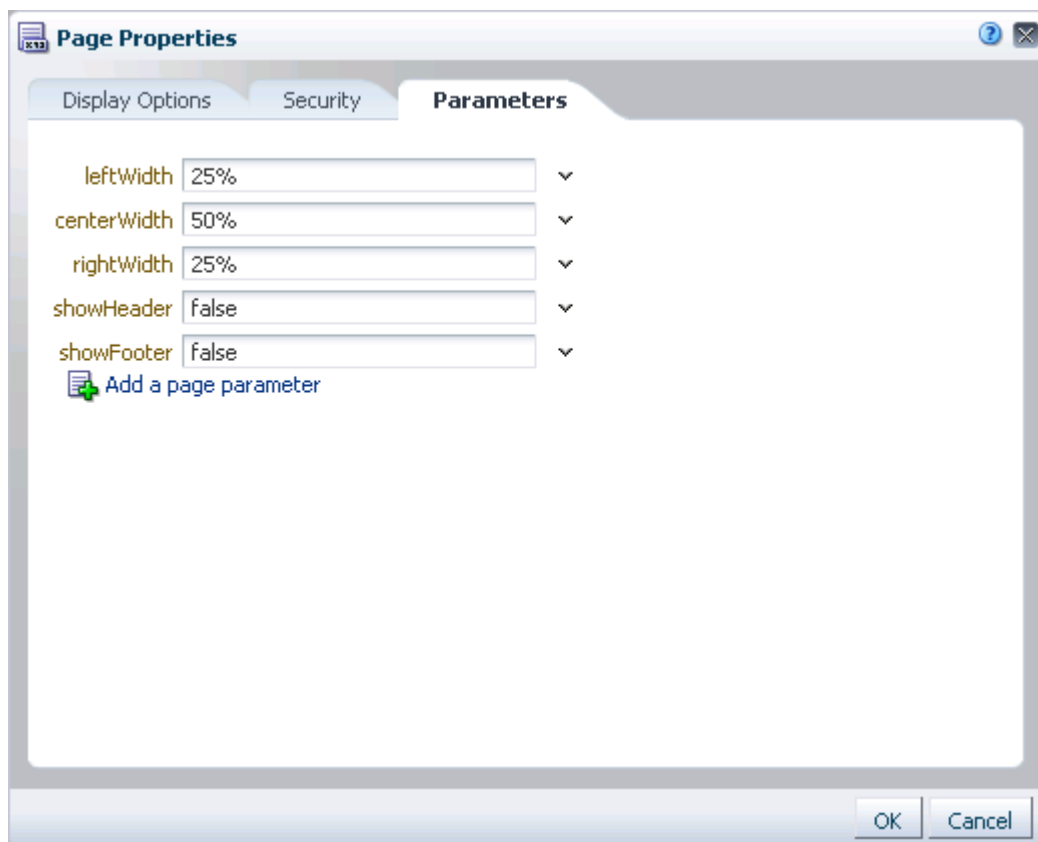 Page Properties
Display Options Security Parameters
leftWidth 25%
centerWidth 50%
rightWidth 25%
showHeader false
showFooter false
Add a page parameter
OK Cancel